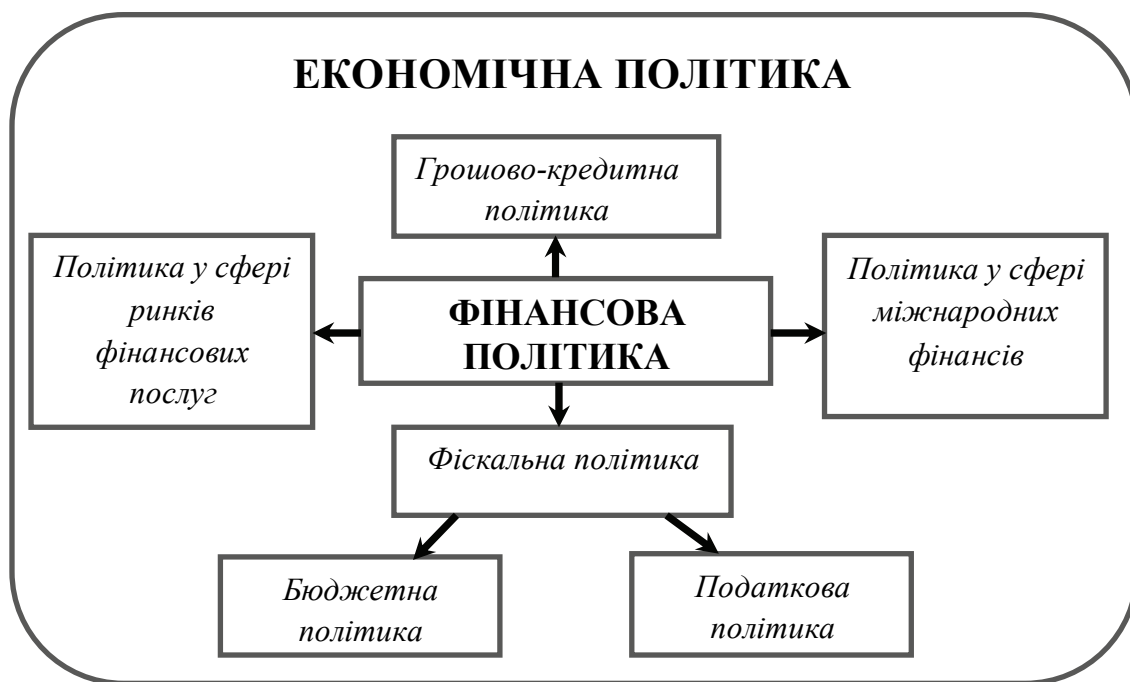 ЕКОНОМІЧНА ПОЛІТИКА
Грошово-кредитна
політика
Політика у сфері
ринків
фінансових
послуг
ФІНАНСОВА
ПОЛІТИКА
Політика у сфері
міжнародних
фінансів
Фіскальна політика
Бюджетна
політика
Податкова
політика